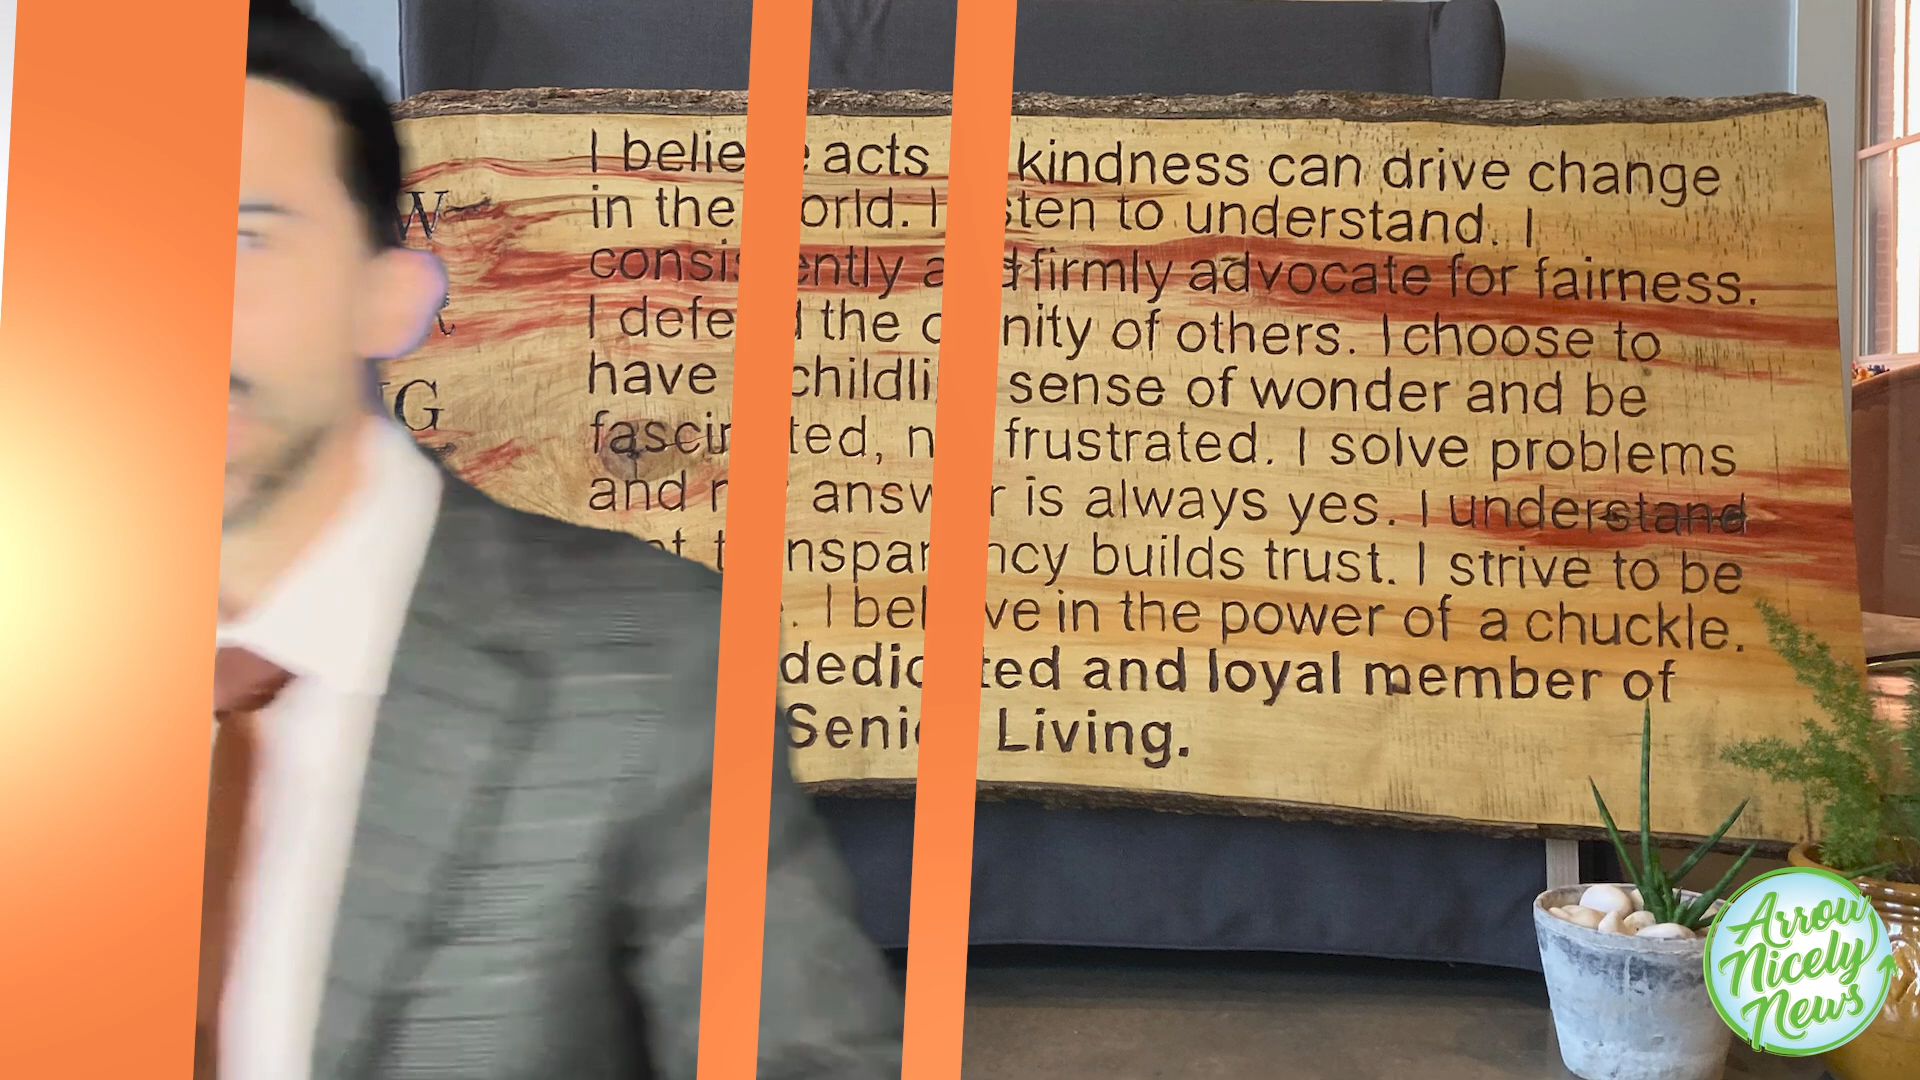 I belie e acts kindness can drive change
in the orld. I sten to understand. I
consis ently a d firmly advocate for fairness.
I defe d the d nity of others. I choose to
have childli sense of wonder and be
fascin ted, n frustrated. I solve problems
and answ r is always yes. I understand
t t nspar ncy builds trust. I strive to be
. I bel ve in the power of a chuckle.
dedic ted and loyal member of
Senio Living.
W
R
G
Arrow
Nicely
News